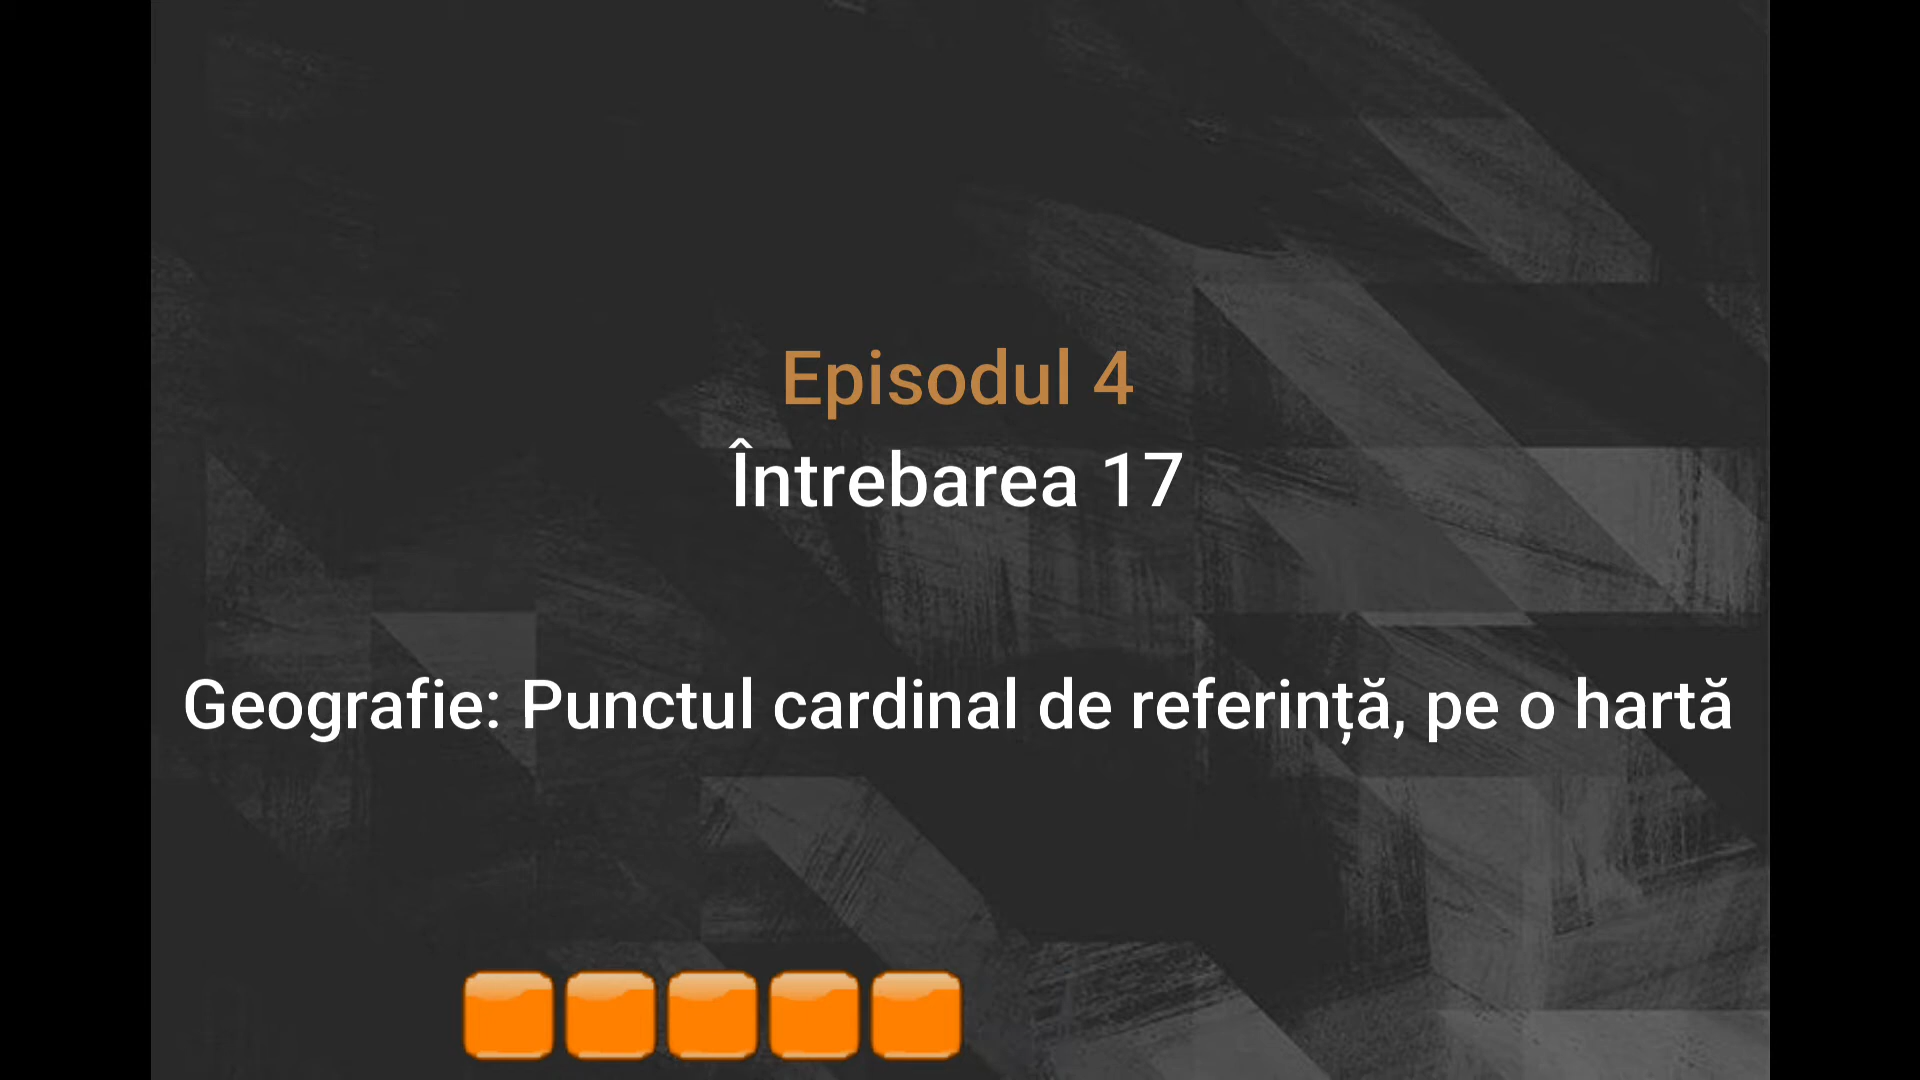 Episodul 4
Întrebarea 17
Geografie: Punctul cardinal de referință, pe o hartă